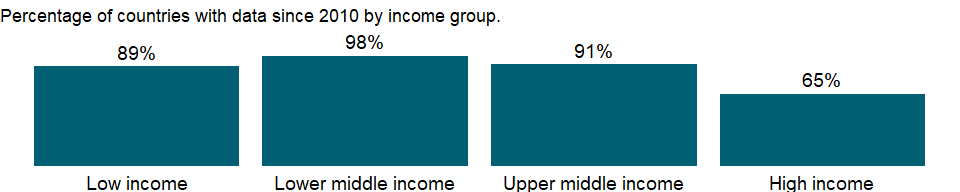 Percentage of countries with data since 2010 by income group.
89%
98%
91%
65%
Low income
Lower middle income
Upper middle income
High income